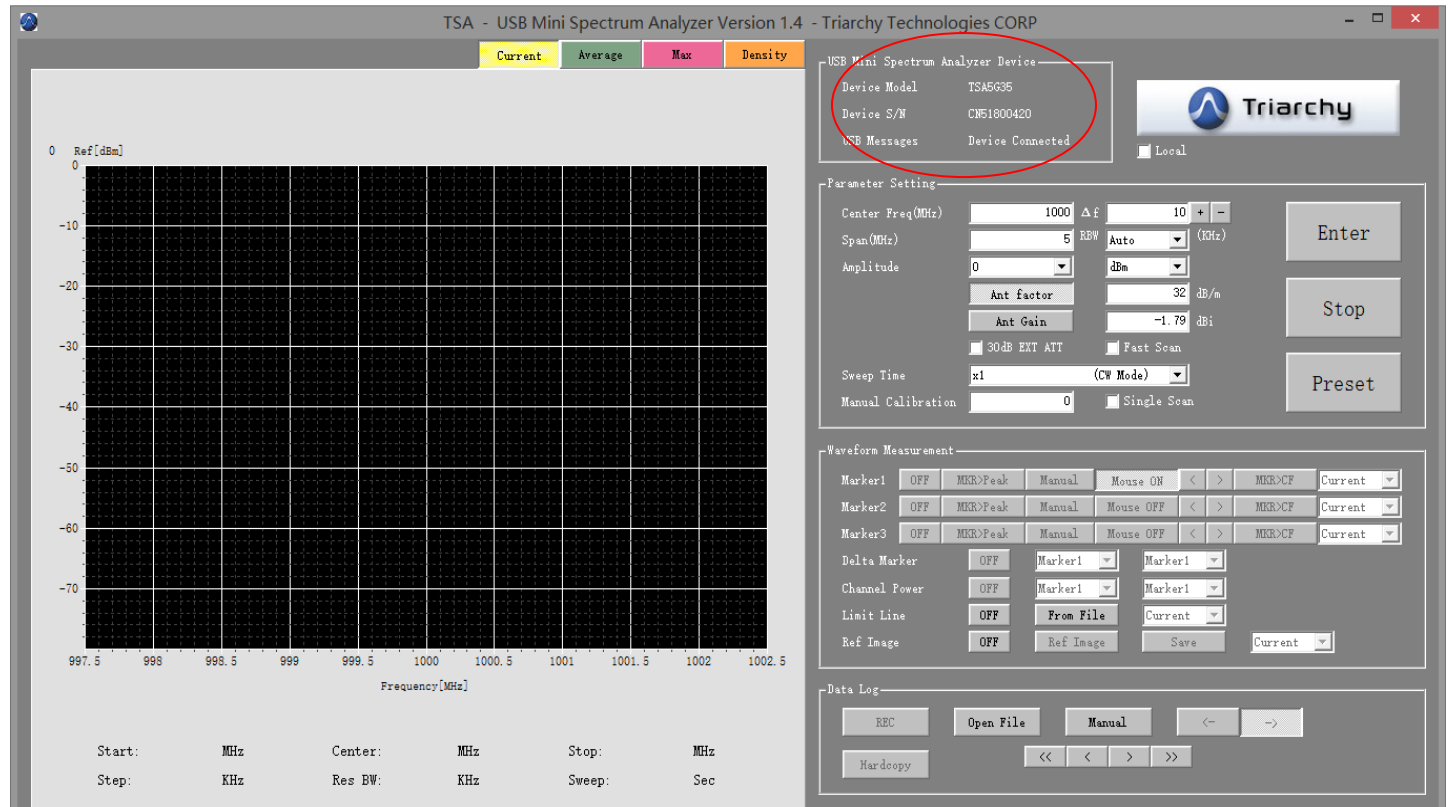 TSA - USB Mini Spectrum Analyzer Version 1.4 - Triarchy Technologies CORP
Current Average Max Density
0 Ref[dBm]
0
-10
-20
-30
-40
-50
-60
-70
997.5 998 998.5 999 999.5 1000 1000.5 1001 1001.5 1002 1002.5
Frequency[MHz]
Start: MHz Center: MHz Stop: MHz
Step: KHz Res BW: KHz Sweep: Sec
USB Mini Spectrum Analyzer Device
Device Model TSA5G35
Device S/N CN51800420
USB Messages Device Connected
Triarchy
Local
Parameter Setting
Center Freq(MHz) 1000 Δf 10 + -
Span(MHz) 5 RBW Auto (KHz)
Amplitude 0 dBm
Ant factor 32 dB/m
Ant Gain -1.79 dBi
30dB EXT ATT Fast Scan
Sweep Time x1 (CW Mode)
Manual Calibration 0 Single Scan
Enter
Stop
Preset
Waveform Measurement
Marker1 OFF MKR>Peak Manual Mouse ON < > MKR>CF Current
Marker2 OFF MKR>Peak Manual Mouse OFF < > MKR>CF Current
Marker3 OFF MKR>Peak Manual Mouse OFF < > MKR>CF Current
Delta Marker OFF Marker1 Marker1
Channel Power OFF Marker1 Marker1
Limit Line OFF From File Current
Ref Image OFF Ref Image Save Current
Data Log
REC Open File Manual <- ->
Hardcopy << < > >>